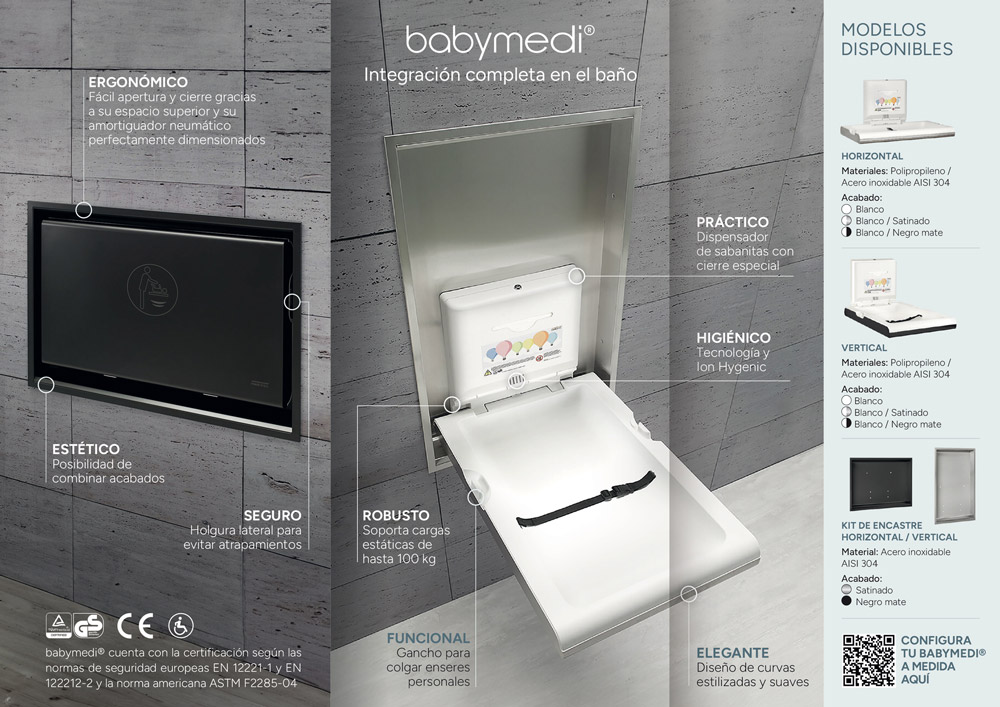 ERGONÓMICO
Fácil apertura y cierre gracias
a su espacio superior y su
amortiguador neumático
perfectamente dimensionados
ESTÉTICO
Posibilidad de
combinar acabados
SEGURO
Holgura lateral para
evitar atrapamientos
babymedi® cuenta con la certificación según las
normas de seguridad europeas EN 12221-1 y EN
122212-2 y la norma americana ASTM F2285-04
babymedi®
Integración completa en el baño
PRÁCTICO
Dispensador
de sabanitas con
cierre especial
HIGIÉNICO
Tecnología y
Ion Hygenic
ROBUSTO
Soporta cargas
estáticas de
hasta 100 kg
FUNCIONAL
Gancho para
colgar enseres
personales
ELEGANTE
Diseño de curvas
estilizadas y suaves
MODELOS
DISPONIBLES
HORIZONTAL
Materiales: Polipropileno /
Acero inoxidable AISI 304
Acabado:
Blanco
Blanco / Satinado
Blanco / Negro mate
VERTICAL
Materiales: Polipropileno /
Acero inoxidable AISI 304
Acabado:
Blanco
Blanco / Satinado
Blanco / Negro mate
KIT DE ENCASTRE
HORIZONTAL / VERTICAL
Material: Acero inoxidable
AISI 304
Acabado:
Satinado
Negro mate
CONFIGURA
TU BABYMEDI®
A MEDIDA
AQUÍ